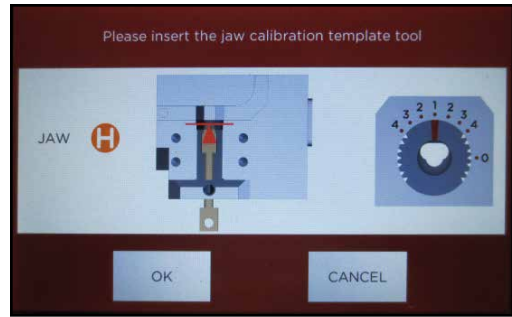 Please insert the jaw calibration template tool
JAW H
4 3 2 1 2 3 4
0
OK
CANCEL